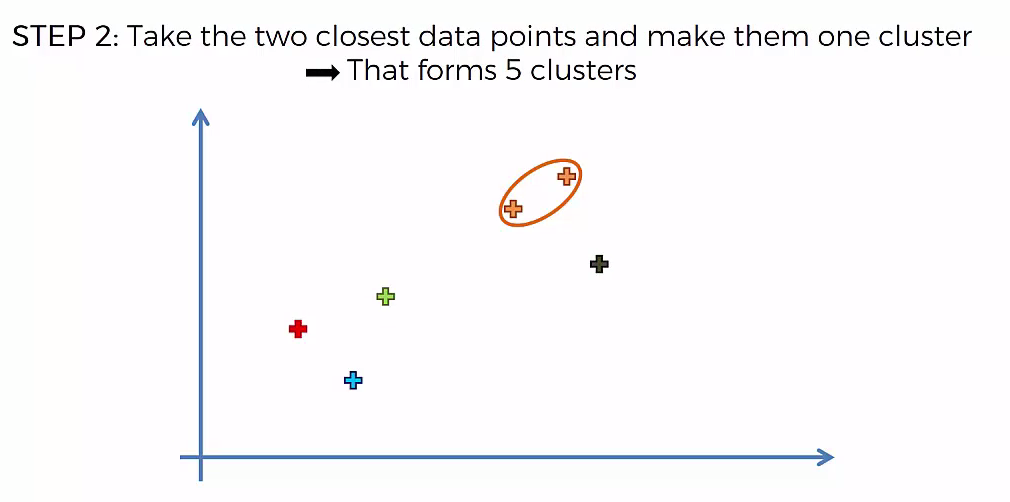 STEP 2: Take the two closest data points and make them one cluster
➡ That forms 5 clusters